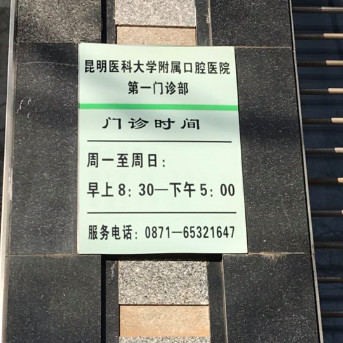 昆明医科大学附属口腔医院
第一门诊部
门诊时间
周一至周日：
早上8：30—下午5：00
服务电话：0871—65321647